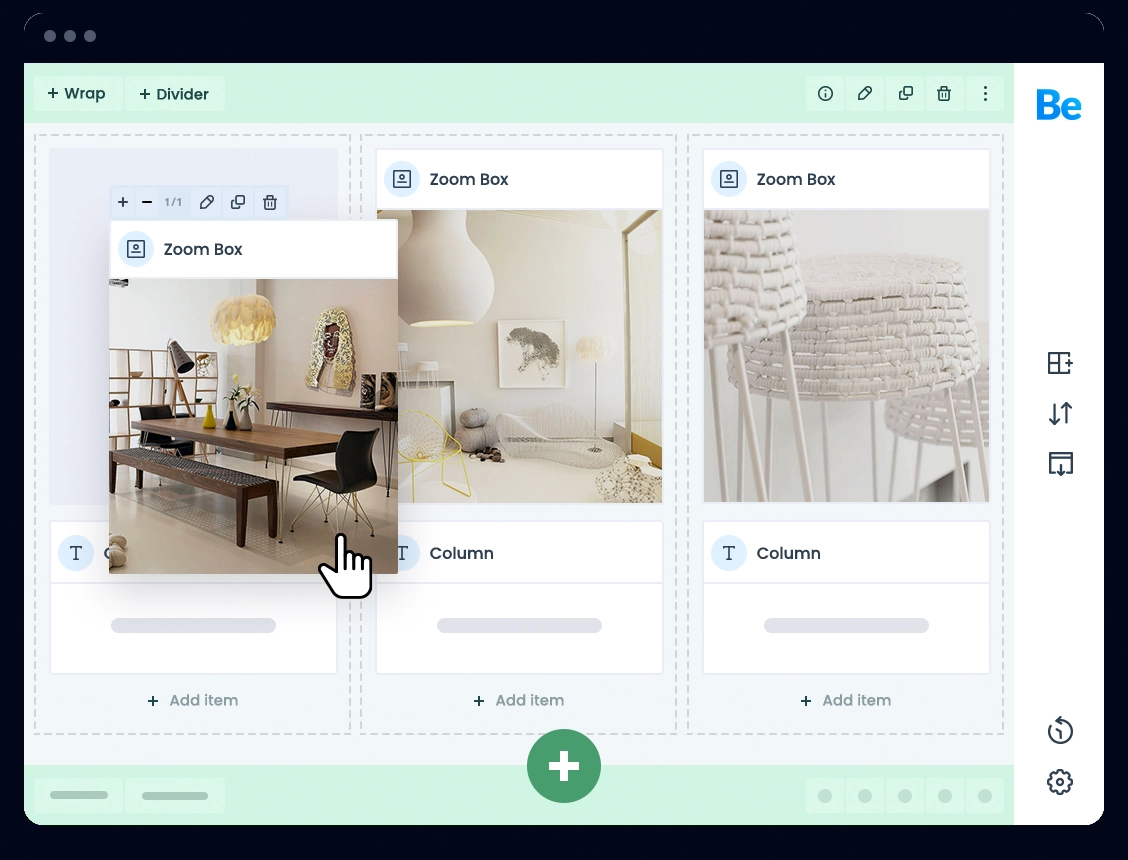 + Wrap + Divider
Be
Zoom Box
Zoom Box
+ − 1/1
Zoom Box
T
T Column
T Column
+ Add item
+ Add item
+ Add item